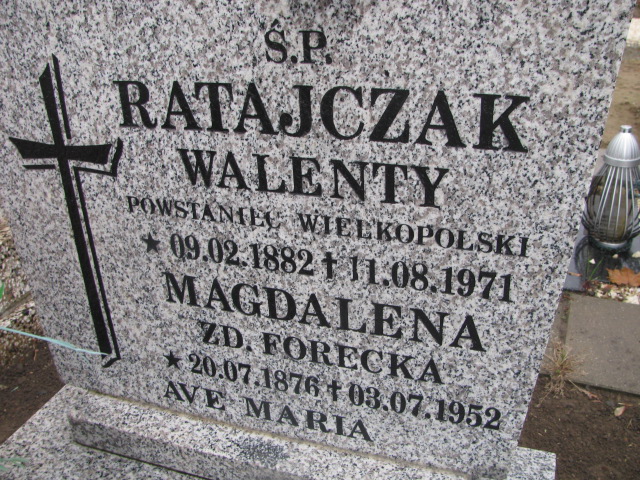 Ś.P.
RATAJCZAK
WALENTY
POWSTANIEC WIELKOPOLSKI
★ 09.02.1882 ✝ 11.08.1971
MAGDALENA
ZD. FORECKA
★ 20.07.1876 ✝ 03.07.1952
AVE MARIA